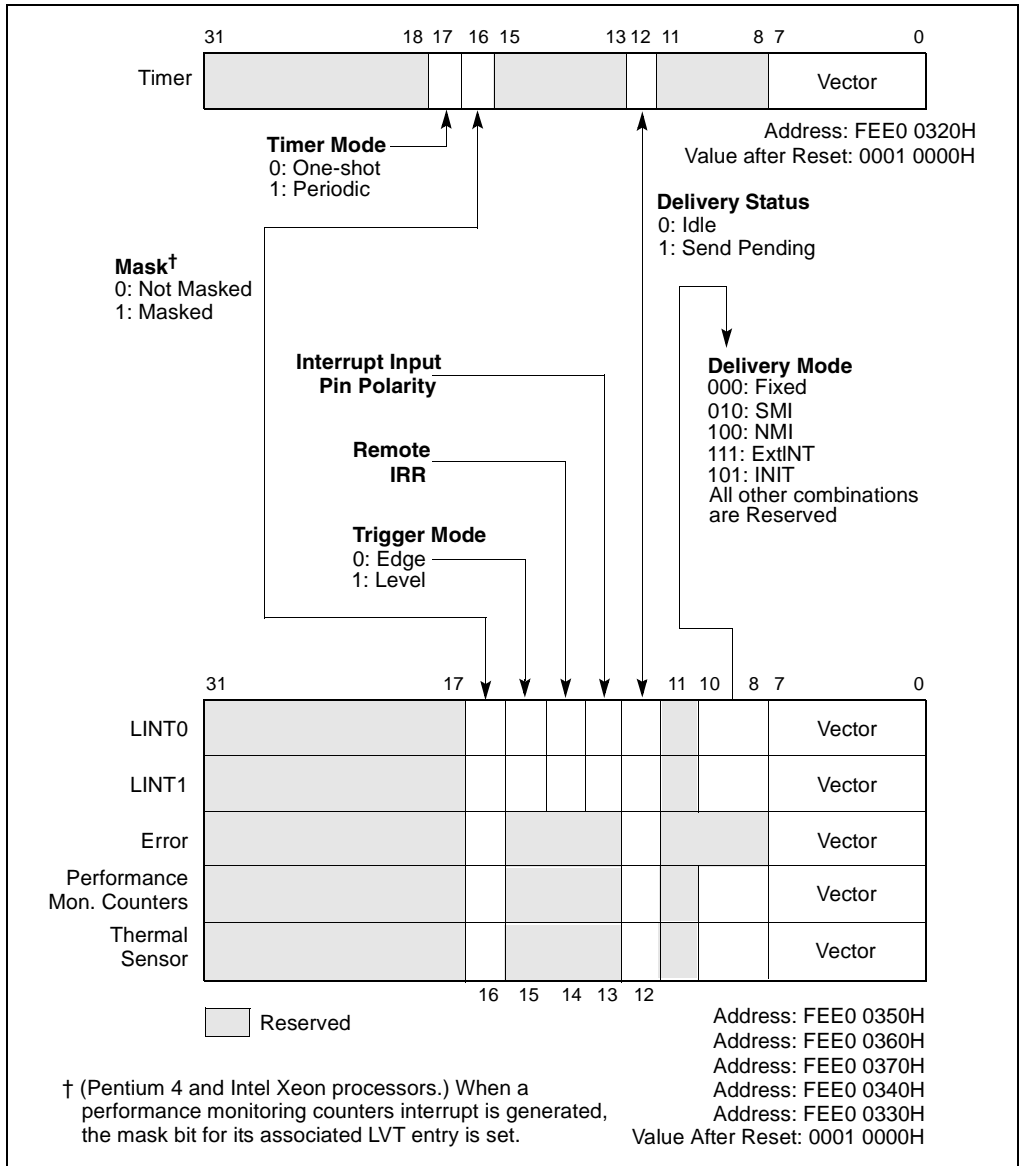 31 18 17 16 15 13 12 11 8 7 0
Timer Vector
Address: FEE0 0320H
Value after Reset: 0001 0000H
Timer Mode
0: One-shot
1: Periodic
Delivery Status
0: Idle
1: Send Pending
Mask†
0: Not Masked
1: Masked
Interrupt Input
Pin Polarity
Delivery Mode
000: Fixed
010: SMI
100: NMI
111: ExtlNT
101: INIT
All other combinations
are Reserved
Remote
IRR
Trigger Mode
0: Edge
1: Level
31 17 11 10 8 7 0
LINT0 Vector
LINT1 Vector
Error Vector
Performance
Mon. Counters Vector
Thermal
Sensor Vector
16 15 14 13 12
Reserved
Address: FEE0 0350H
Address: FEE0 0360H
Address: FEE0 0370H
Address: FEE0 0340H
Address: FEE0 0330H
Value After Reset: 0001 0000H
† (Pentium 4 and Intel Xeon processors.) When a
performance monitoring counters interrupt is generated,
the mask bit for its associated LVT entry is set.